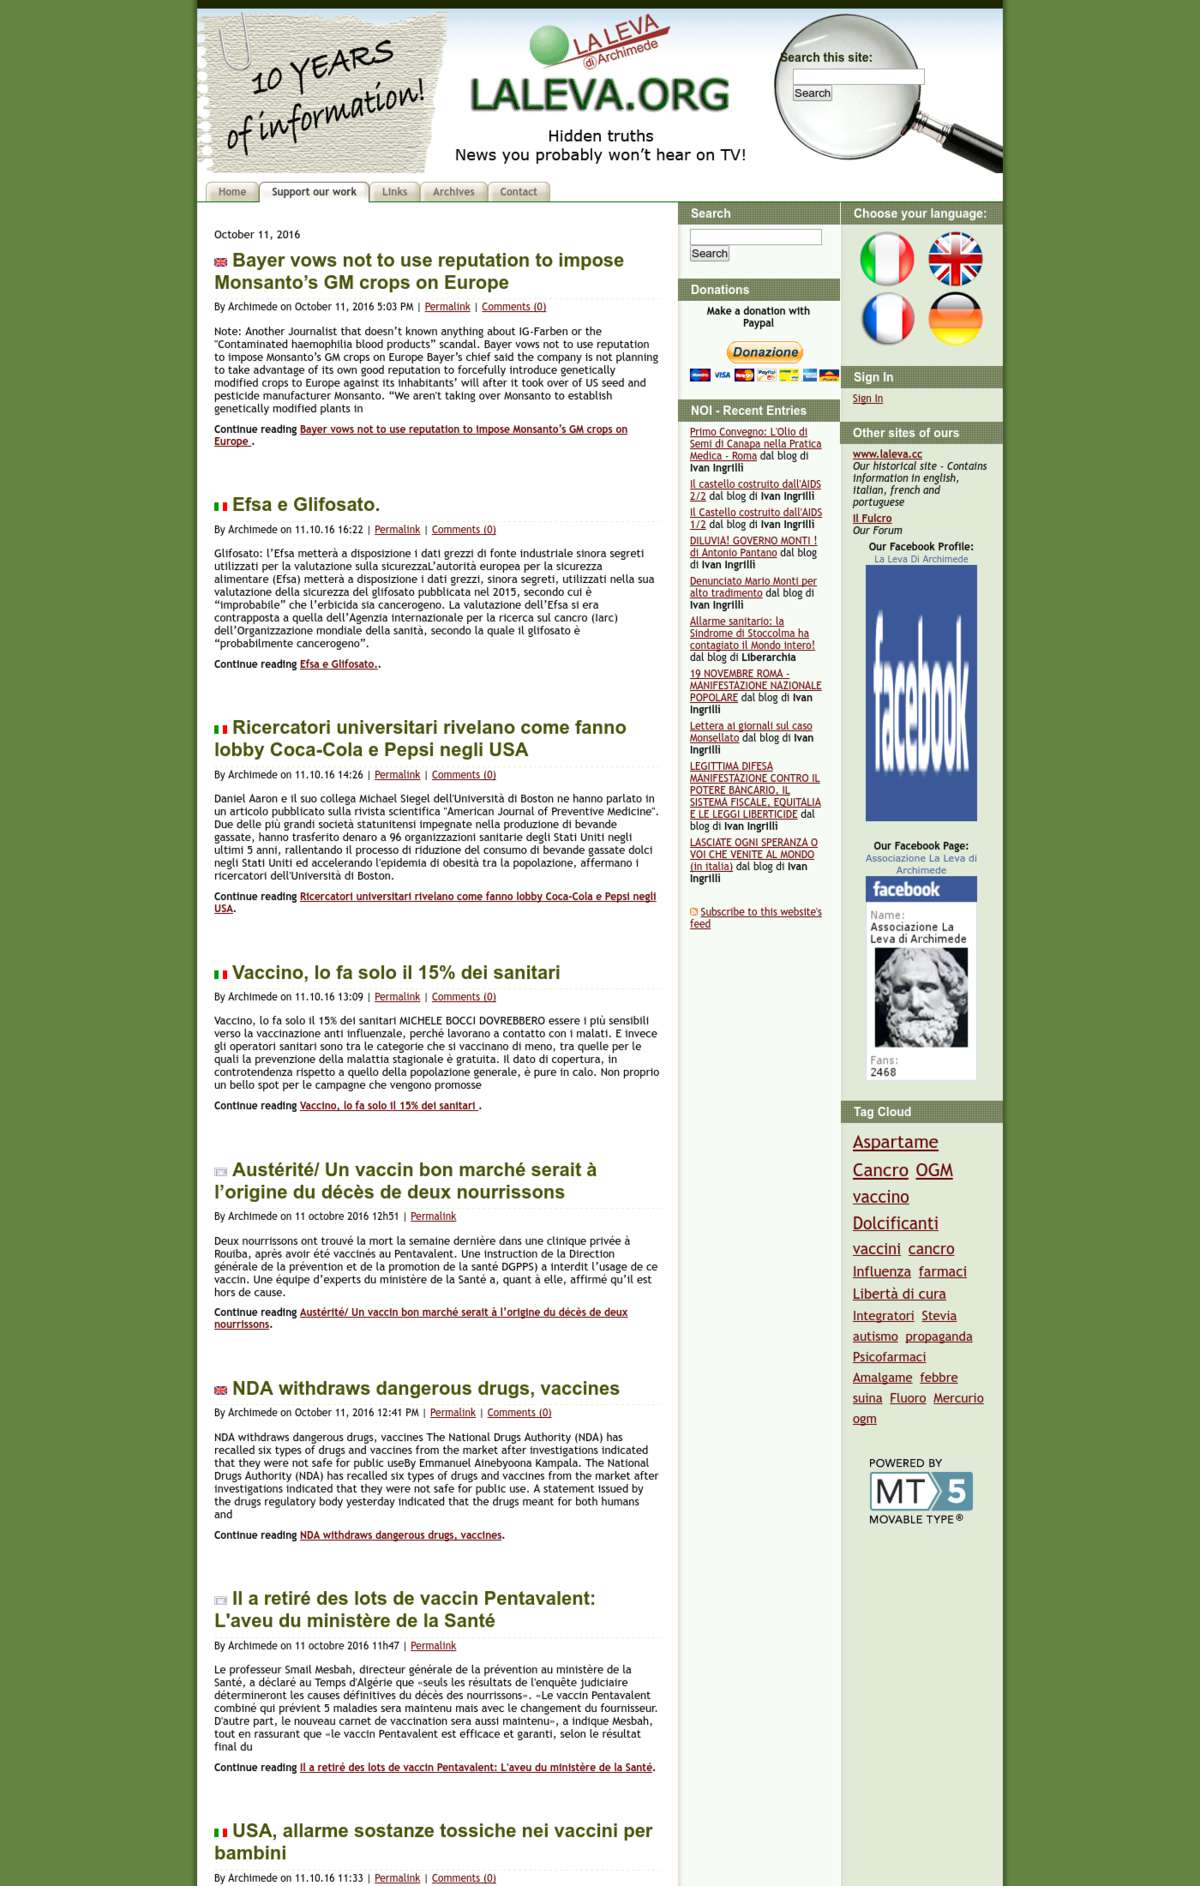 10 YEARS
of information!
LA LEVA
di Archimede
LALEVA.ORG
Hidden truths
News you probably won't hear on TV!
Search this site:
Search
Home
Support our work
Links
Archives
Contact
October 11, 2016
Bayer vows not to use reputation to impose
Monsanto’s GM crops on Europe
By Archimede on October 11, 2016 5:03 PM | Permalink | Comments (0)
Note: Another Journalist that doesn’t known anything about IG-Farben or the
"Contaminated haemophilia blood products” scandal. Bayer vows not to use reputation
to impose Monsanto’s GM crops on Europe Bayer’s chief said the company is not planning
to take advantage of its own good reputation to forcefully introduce genetically
modified crops to Europe against its inhabitants’ will after it took over of US seed and
pesticide manufacturer Monsanto. “We aren't taking over Monsanto to establish
genetically modified plants in
Continue reading Bayer vows not to use reputation to impose Monsanto’s GM crops on
Europe .
Efsa e Glifosato.
By Archimede on 11.10.16 16:22 | Permalink | Comments (0)
Glifosato: l’Efsa metterà a disposizione i dati grezzi di fonte industriale sinora segreti
utilizzati per la valutazione sulla sicurezzaL’autorità europea per la sicurezza
alimentare (Efsa) metterà a disposizione i dati grezzi, sinora segreti, utilizzati nella sua
valutazione della sicurezza del glifosato pubblicata nel 2015, secondo cui è
“improbabile” che l’erbicida sia cancerogeno. La valutazione dell’Efsa si era
contrapposta a quella dell’Agenzia internazionale per la ricerca sul cancro (Iarc)
dell’Organizzazione mondiale della sanità, secondo la quale il glifosato è
“probabilmente cancerogeno”.
Continue reading Efsa e Glifosato..
Ricercatori universitari rivelano come fanno
lobby Coca-Cola e Pepsi negli USA
By Archimede on 11.10.16 14:26 | Permalink | Comments (0)
Daniel Aaron e il suo collega Michael Siegel dell'Università di Boston ne hanno parlato in
un articolo pubblicato sulla rivista scientifica "American Journal of Preventive Medicine".
Due delle più grandi società statunitensi impegnate nella produzione di bevande
gassate, hanno trasferito denaro a 96 organizzazioni sanitarie degli Stati Uniti negli
ultimi 5 anni, rallentando il processo di riduzione del consumo di bevande gassate dolci
negli Stati Uniti ed accelerando l'epidemia di obesità tra la popolazione, affermano i
ricercatori dell'Università di Boston.
Continue reading Ricercatori universitari rivelano come fanno lobby Coca-Cola e Pepsi negli
USA.
Vaccino, lo fa solo il 15% dei sanitari
By Archimede on 11.10.16 13:09 | Permalink | Comments (0)
Vaccino, lo fa solo il 15% dei sanitari MICHELE BOCCI DOVREBBERO essere i più sensibili
verso la vaccinazione anti influenzale, perché lavorano a contatto con i malati. E invece
gli operatori sanitari sono tra le categorie che si vaccinano di meno, tra quelle per le
quali la prevenzione della malattia stagionale è gratuita. Il dato di copertura, in
controtendenza rispetto a quello della popolazione generale, è pure in calo. Non proprio
un bello spot per le campagne che vengono promosse
Continue reading Vaccino, lo fa solo il 15% dei sanitari .
Austérité/ Un vaccin bon marché serait à
l’origine du décès de deux nourrissons
By Archimede on 11 octobre 2016 12h51 | Permalink
Deux nourrissons ont trouvé la mort la semaine dernière dans une clinique privée à
Rouiba, après avoir été vaccinés au Pentavalent. Une instruction de la Direction
générale de la prévention et de la promotion de la santé DGPPS) a interdit l’usage de ce
vaccin. Une équipe d’experts du ministère de la Santé a, quant à elle, affirmé qu’il est
hors de cause.
Continue reading Austérité/ Un vaccin bon marché serait à l’origine du décès de deux
nourrissons.
NDA withdraws dangerous drugs, vaccines
By Archimede on October 11, 2016 12:41 PM | Permalink | Comments (0)
NDA withdraws dangerous drugs, vaccines The National Drugs Authority (NDA) has
recalled six types of drugs and vaccines from the market after investigations indicated
that they were not safe for public useBy Emmanuel Ainebyoona Kampala. The National
Drugs Authority (NDA) has recalled six types of drugs and vaccines from the market after
investigations indicated that they were not safe for public use. A statement issued by
the drugs regulatory body yesterday indicated that the drugs meant for both humans
and
Continue reading NDA withdraws dangerous drugs, vaccines.
Il a retiré des lots de vaccin Pentavalent:
L'aveu du ministère de la Santé
By Archimede on 11 octobre 2016 11h47 | Permalink
Le professeur Smail Mesbah, directeur générale de la prévention au ministère de la
Santé, a déclaré au Temps d'Algérie que «seuls les résultats de l'enquête judiciaire
détermineront les causes définitives du décès des nourrissons». «Le vaccin Pentavalent
combiné qui prévient 5 maladies sera maintenu mais avec le changement du fournisseur.
D'autre part, le nouveau carnet de vaccination sera aussi maintenu», a indique Mesbah,
tout en rassurant que «le vaccin Pentavalent est efficace et garanti, selon le résultat
final du
Continue reading Il a retiré des lots de vaccin Pentavalent: L'aveu du ministère de la Santé.
USA, allarme sostanze tossiche nei vaccini per
bambini
By Archimede on 11.10.16 11:33 | Permalink | Comments (0)
Search
Search
Donations
Make a donation with
Paypal
Donazione
VISA
PayPal
NOI - Recent Entries
Primo Convegno: L'Olio di
Semi di Canapa nella Pratica
Medica - Roma dal blog di
Ivan Ingrillì
Il castello costruito dall'AIDS
2/2 dal blog di Ivan Ingrillì
Il Castello costruito dall'AIDS
1/2 dal blog di Ivan Ingrillì
DILUVIA! GOVERNO MONTI !
di Antonio Pantano dal blog
di Ivan Ingrillì
Denunciato Mario Monti per
alto tradimento dal blog di
Ivan Ingrillì
Allarme sanitario: la
Sindrome di Stoccolma ha
contagiato il Mondo intero!
dal blog di Liberarchia
19 NOVEMBRE ROMA -
MANIFESTAZIONE NAZIONALE
POPOLARE dal blog di Ivan
Ingrillì
Lettera ai giornali sul caso
Monsellato dal blog di Ivan
Ingrillì
LEGITTIMA DIFESA
MANIFESTAZIONE CONTRO IL
POTERE BANCARIO, IL
SISTEMA FISCALE, EQUITALIA
E LE LEGGI LIBERTICIDE dal
blog di Ivan Ingrillì
LASCIATE OGNI SPERANZA O
VOI CHE VENITE AL MONDO
(in italia) dal blog di Ivan
Ingrillì
Subscribe to this website's
feed
Choose your language:
Sign In
Sign In
Other sites of ours
www.laleva.cc
Our historical site - Contains
information in english,
italian, french and
portuguese
Il Fulcro
Our Forum
Our Facebook Profile:
La Leva Di Archimede
facebook
Our Facebook Page:
Associazione La Leva di
Archimede
facebook
Name:
Associazione La
Leva di Archimede
Fans:
2468
Tag Cloud
Aspartame
Cancro OGM
vaccino
Dolcificanti
vaccini cancro
Influenza farmaci
Libertà di cura
Integratori Stevia
autismo propaganda
Psicofarmaci
Amalgame febbre
suina Fluoro Mercurio
ogm
POWERED BY
MT 5
MOVABLE TYPE®